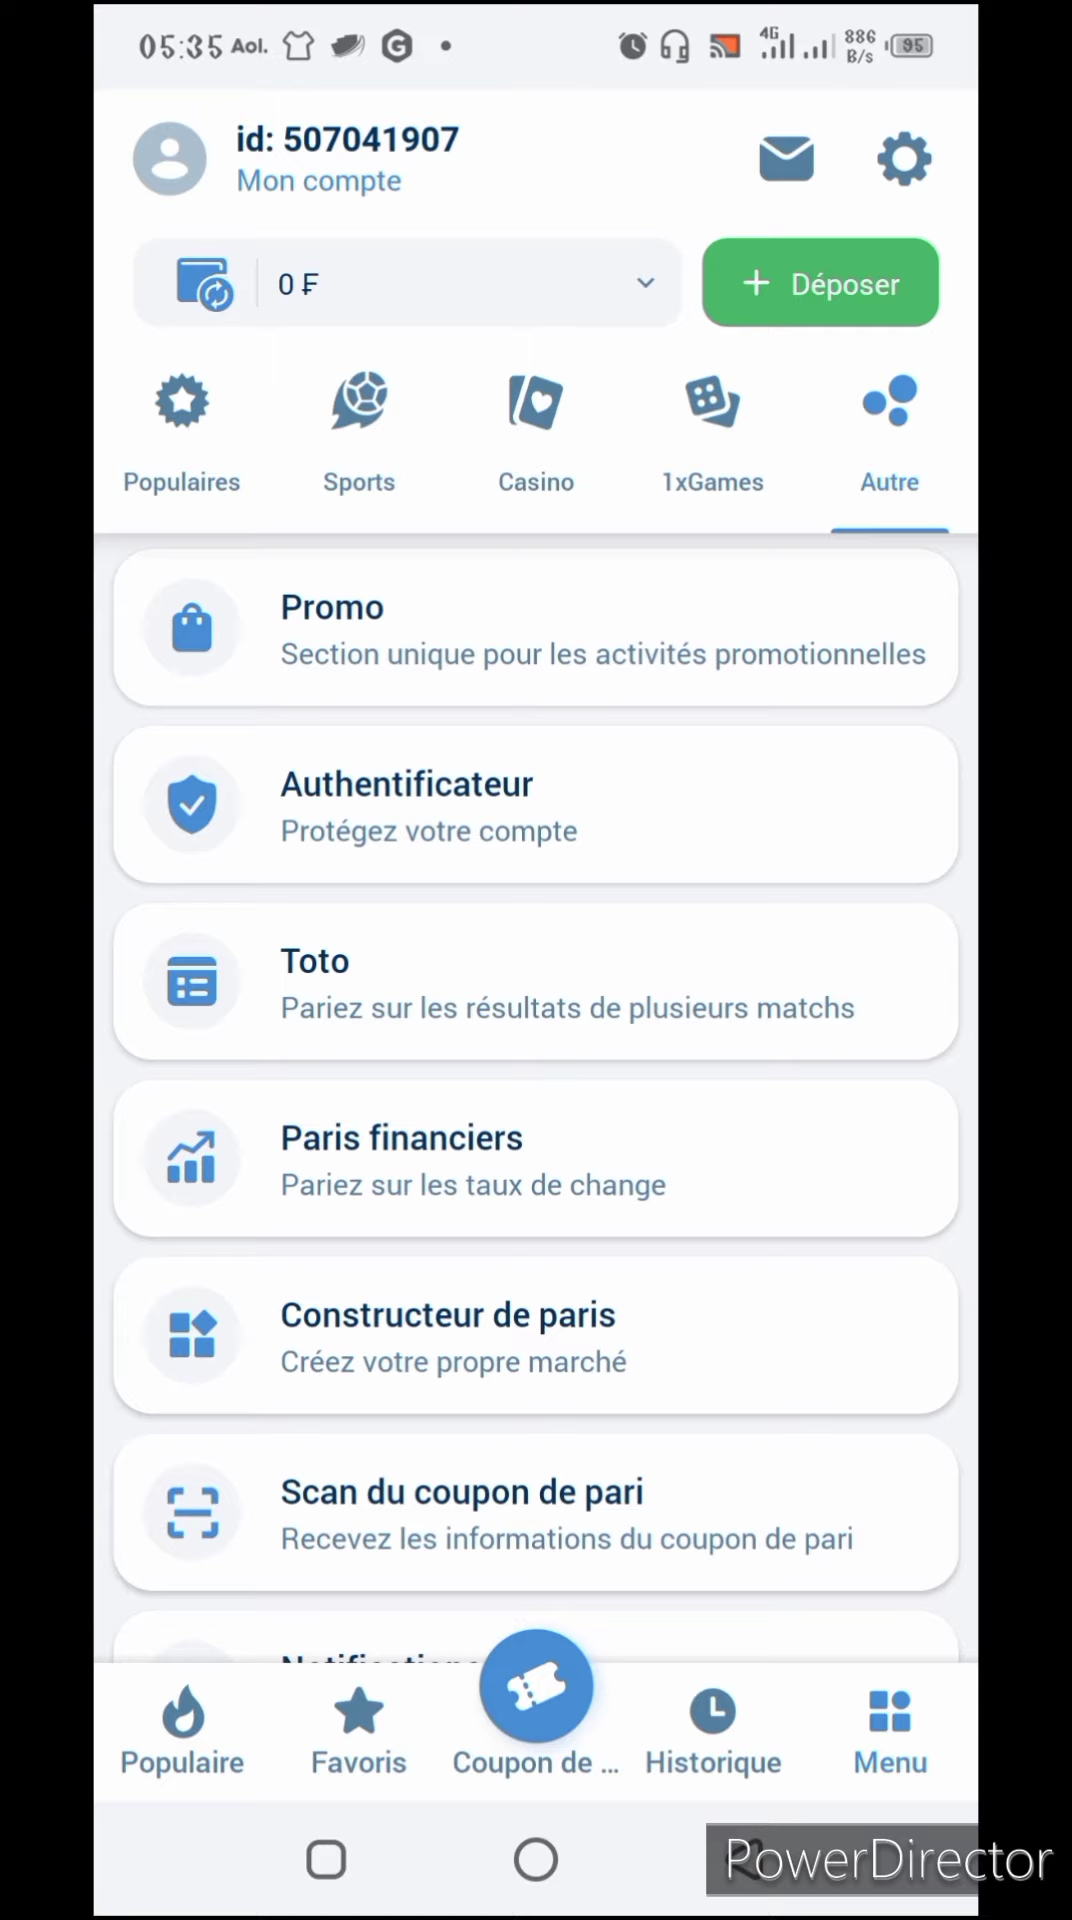 05:35 Aol.
4G 886 B/s 95
id: 507041907
Mon compte
0 ₣
+ Déposer
Populaires Sports Casino 1xGames Autre
Promo
Section unique pour les activités promotionnelles
Authentificateur
Protégez votre compte
Toto
Pariez sur les résultats de plusieurs matchs
Paris financiers
Pariez sur les taux de change
Constructeur de paris
Créez votre propre marché
Scan du coupon de pari
Recevez les informations du coupon de pari
Populaire Favoris Coupon de ... Historique Menu
PowerDirector